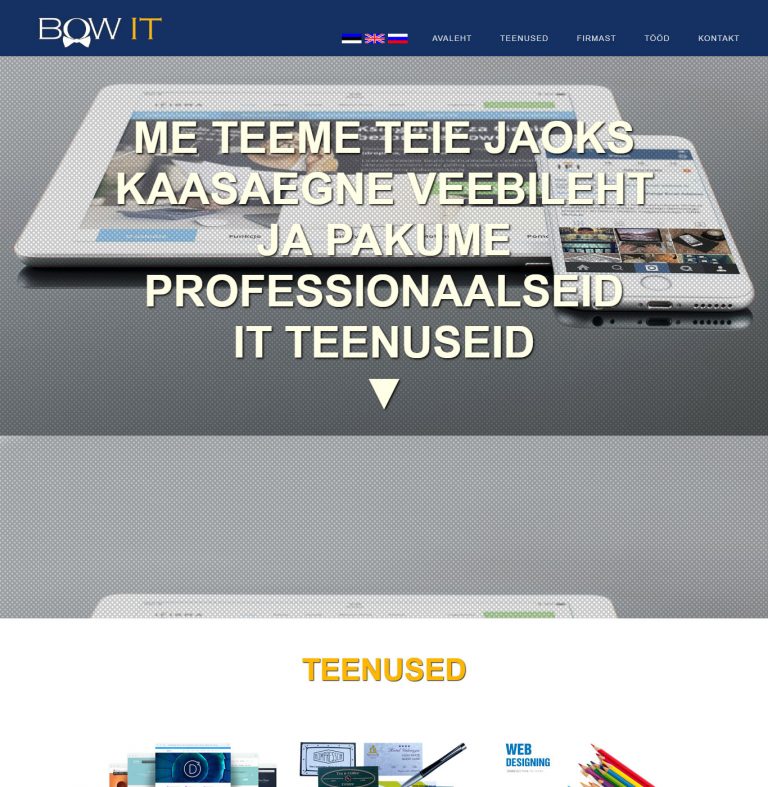 BOW IT
AVALEHT TEENUSED FIRMAST TÖÖD KONTAKT
ME TEEME TEIE JAOKS
KAASAEGNE VEEBILEHT
JA PAKUME
PROFESSIONAALSEID
IT TEENUSEID
TEENUSED
WEB
DESIGNING